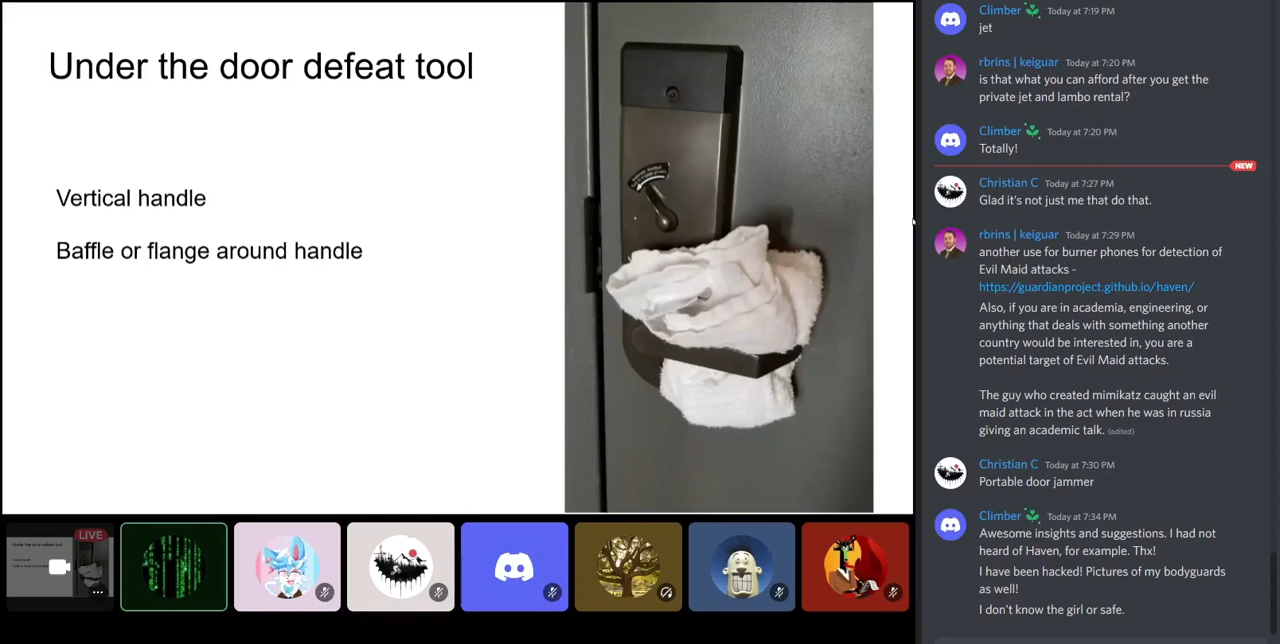 Under the door defeat tool
Vertical handle
Baffle or flange around handle
LIVE
Climber Today at 7:19 PM
jet
rbrins | keiguar Today at 7:20 PM
is that what you can afford after you get the
private jet and lambo rental?
Climber Today at 7:20 PM
Totally!
NEW
Christian C Today at 7:27 PM
Glad it's not just me that do that.
rbrins | keiguar Today at 7:29 PM
another use for burner phones for detection of
Evil Maid attacks -
https://guardianproject.github.io/haven/
Also, if you are in academia, engineering, or
anything that deals with something another
country would be interested in, you are a
potential target of Evil Maid attacks.
The guy who created mimikatz caught an evil
maid attack in the act when he was in russia
giving an academic talk. (edited)
Christian C Today at 7:30 PM
Portable door jammer
Climber Today at 7:34 PM
Awesome insights and suggestions. I had not
heard of Haven, for example. Thx!
I have been hacked! Pictures of my bodyguards
as well!
I don't know the girl or safe.